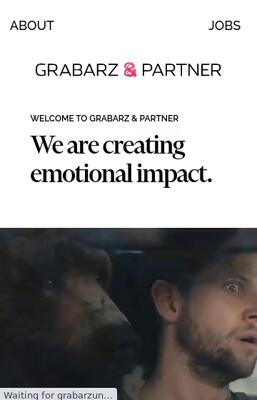 ABOUT
JOBS
GRABARZ & PARTNER
WELCOME TO GRABARZ & PARTNER
We are creating
emotional impact.
Waiting for grabarzun...